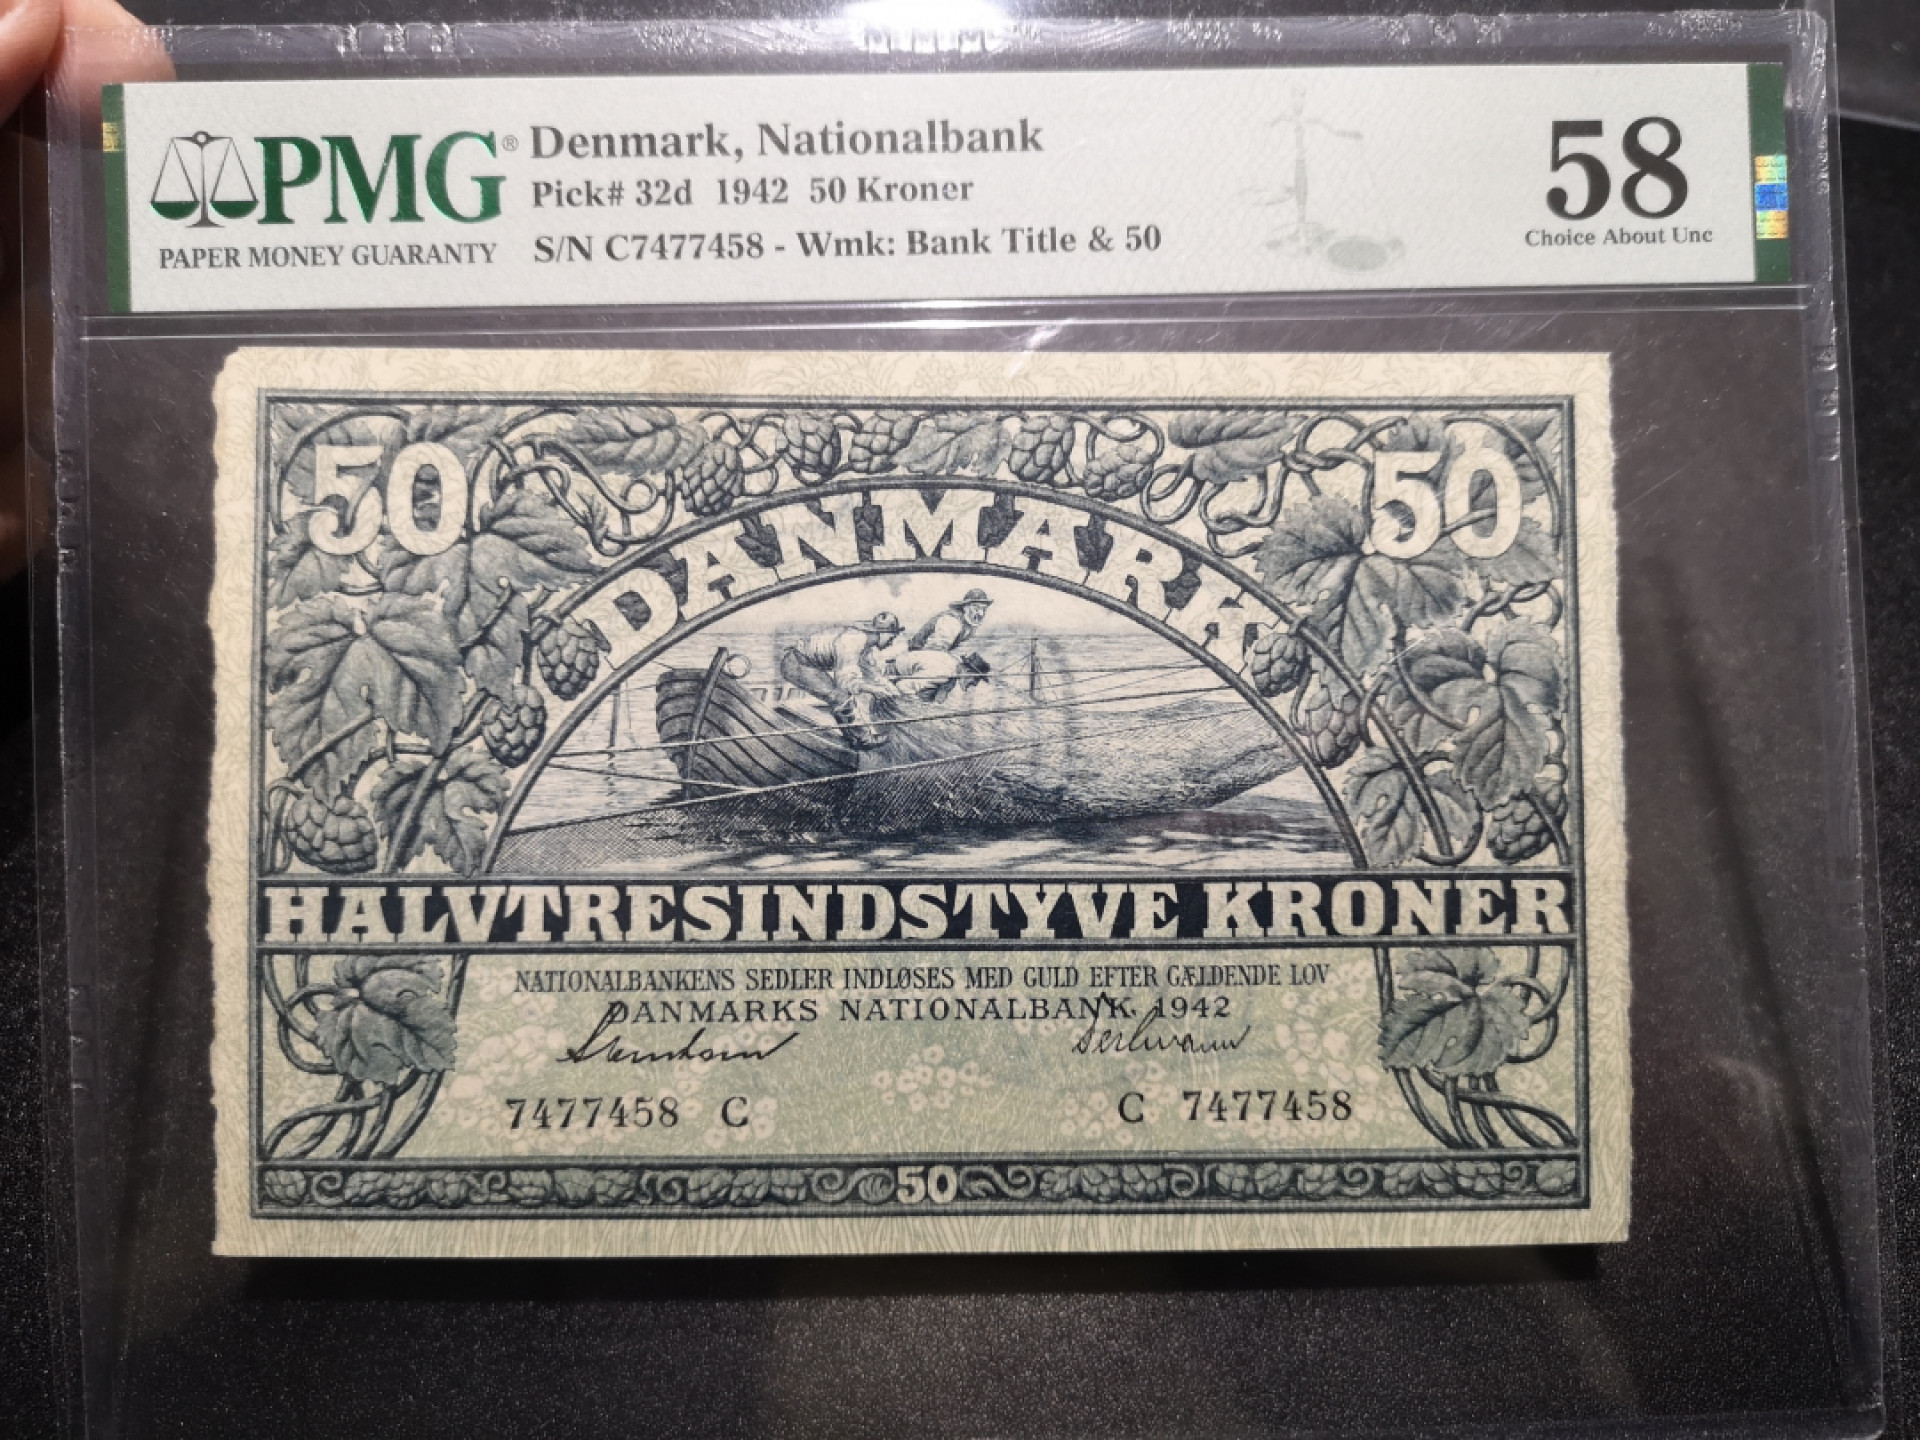 PMG®
PAPER MONEY GUARANTY
Denmark, Nationalbank
Pick# 32d 1942 50 Kroner
S/N C7477458 - Wmk: Bank Title & 50
58
Choice About Unc
50 50
DANMARK
HALVTRESINDSTYVE KRONER
NATIONALBANKENS SEDLER INDLØSES MED GULD EFTER GÆLDENDE LOV
DANMARKS NATIONALBANK, 1942
7477458 C C 7477458
50